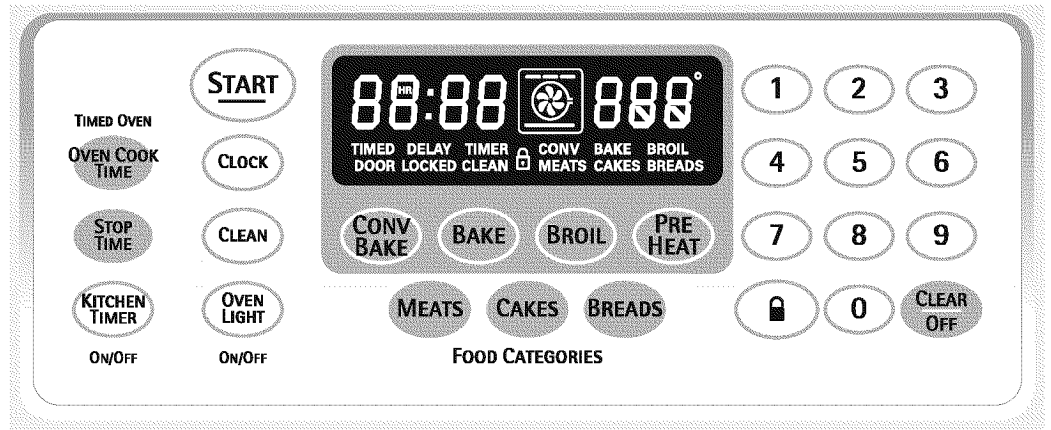 TIMED OVEN
OVEN COOK
TIME
STOP
TIME
KITCHEN
TIMER
ON/OFF
START
CLOCK
CLEAN
OVEN
LIGHT
ON/OFF
88:88 888°
HR
TIMED DELAY TIMER CONV BAKE BROIL
DOOR LOCKED CLEAN MEATS CAKES BREADS
CONV
BAKE
BAKE
BROIL
PRE
HEAT
MEATS
CAKES
BREADS
FOOD CATEGORIES
1 2 3
4 5 6
7 8 9
0
CLEAR
OFF